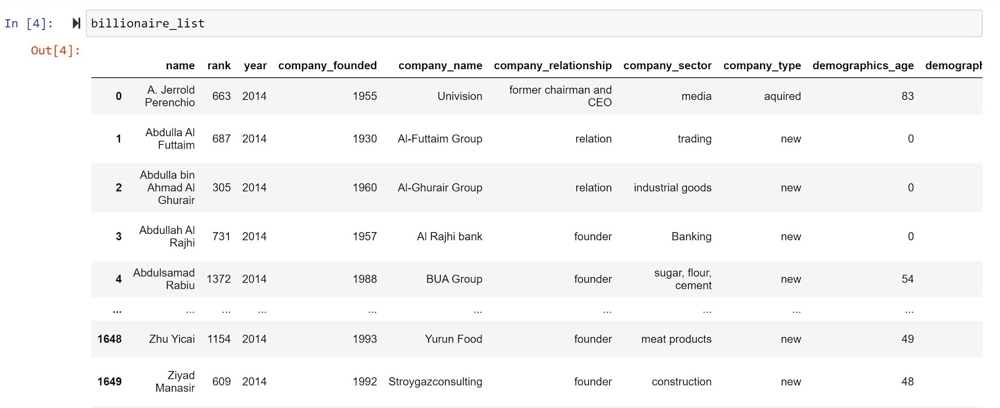 In [4]: billionaire_list
Out[4]:
name rank year company_founded company_name company_relationship company_sector company_type demographics_age demograph
0 A. Jerrold Perenchio 663 2014 1955 Univision former chairman and CEO media aquired 83
1 Abdulla Al Futtaim 687 2014 1930 Al-Futtaim Group relation trading new 0
2 Abdulla bin Ahmad Al Ghurair 305 2014 1960 Al-Ghurair Group relation industrial goods new 0
3 Abdullah Al Rajhi 731 2014 1957 Al Rajhi bank founder Banking new 0
4 Abdulsamad Rabiu 1372 2014 1988 BUA Group founder sugar, flour, cement new 54
... ... ... ... ... ... ... ... ... ...
1648 Zhu Yicai 1154 2014 1993 Yurun Food founder meat products new 49
1649 Ziyad Manasir 609 2014 1992 Stroygazconsulting founder construction new 48